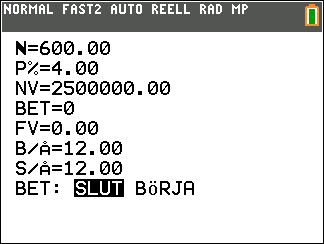 NORMAL FAST2 AUTO REELL RAD MP
N=600.00
P%=4.00
NV=2500000.00
BET=0
FV=0.00
B/Å=12.00
S/Å=12.00
BET: SLUT BÖRJA